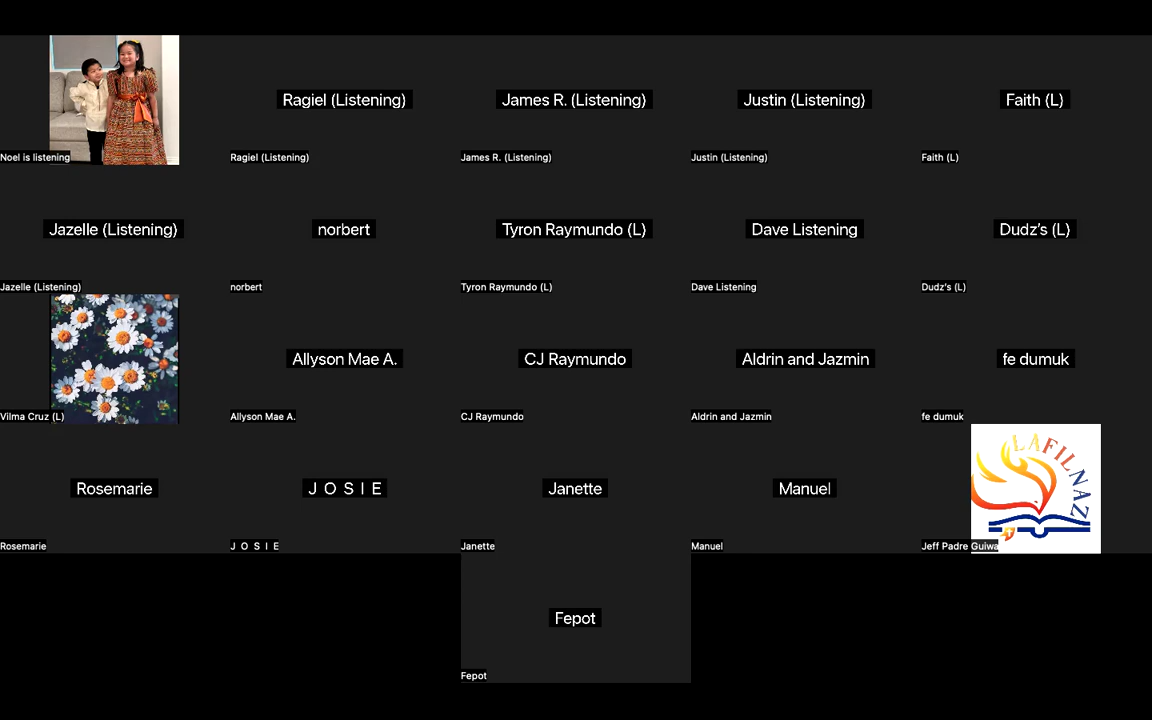 Noel is listening
Ragiel (Listening)
Ragiel (Listening)
James R. (Listening)
James R. (Listening)
Justin (Listening)
Justin (Listening)
Faith (L)
Faith (L)
Jazelle (Listening)
Jazelle (Listening)
norbert
norbert
Tyron Raymundo (L)
Tyron Raymundo (L)
Dave Listening
Dave Listening
Dudz's (L)
Dudz's (L)
Vilma Cruz (L)
Allyson Mae A.
Allyson Mae A.
CJ Raymundo
CJ Raymundo
Aldrin and Jazmin
Aldrin and Jazmin
fe dumuk
fe dumuk
Rosemarie
Rosemarie
J O S I E
J O S I E
Janette
Janette
Manuel
Manuel
LAFILNAZ
Jeff Padre Guiwa
Fepot
Fepot